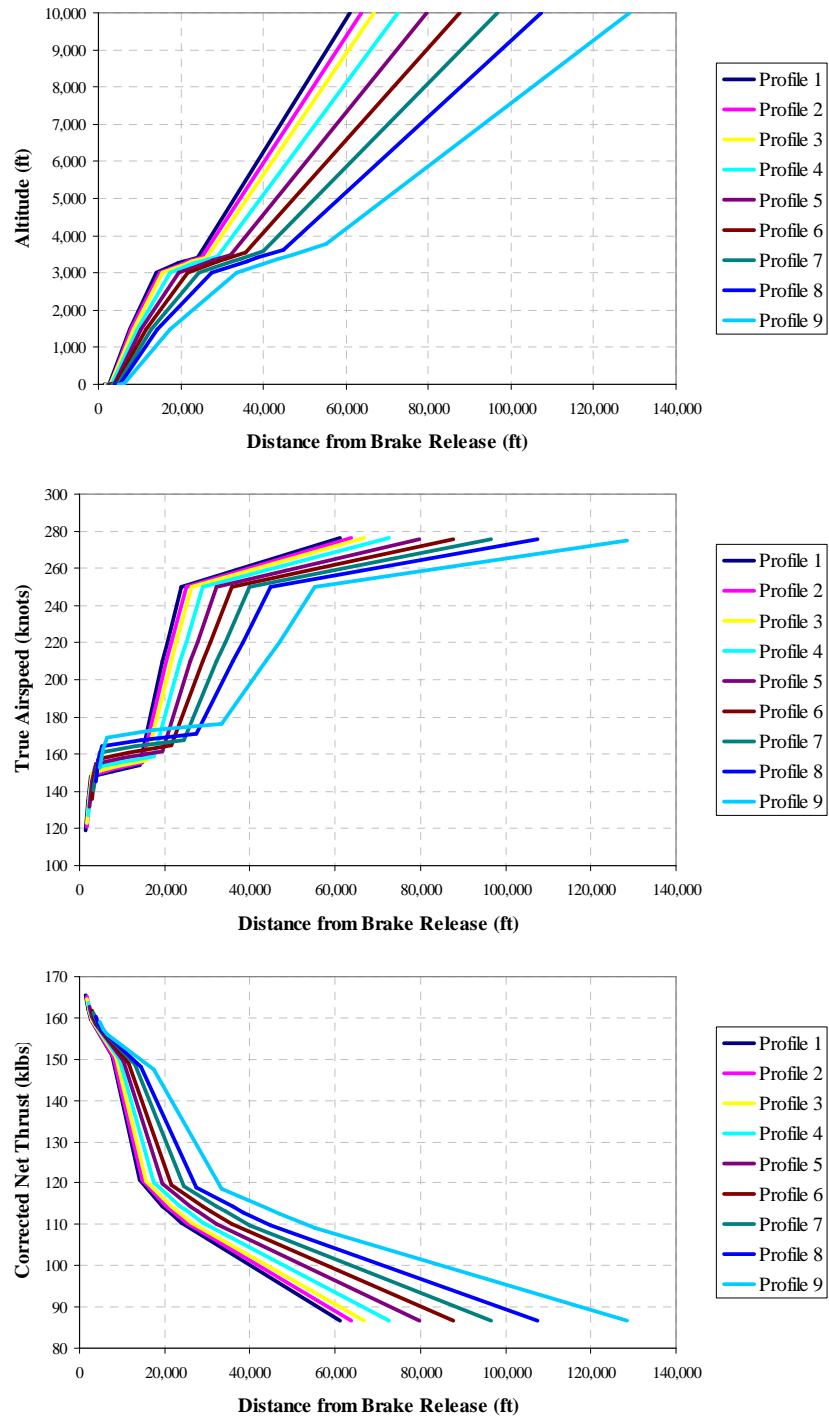 Altitude (ft)
10,000
9,000
8,000
7,000
6,000
5,000
4,000
3,000
2,000
1,000
0
0 20,000 40,000 60,000 80,000 100,000 120,000 140,000
Distance from Brake Release (ft)
Profile 1
Profile 2
Profile 3
Profile 4
Profile 5
Profile 6
Profile 7
Profile 8
Profile 9
True Airspeed (knots)
300
280
260
240
220
200
180
160
140
120
100
0 20,000 40,000 60,000 80,000 100,000 120,000 140,000
Distance from Brake Release (ft)
Profile 1
Profile 2
Profile 3
Profile 4
Profile 5
Profile 6
Profile 7
Profile 8
Profile 9
Corrected Net Thrust (klbs)
170
160
150
140
130
120
110
100
90
80
0 20,000 40,000 60,000 80,000 100,000 120,000 140,000
Distance from Brake Release (ft)
Profile 1
Profile 2
Profile 3
Profile 4
Profile 5
Profile 6
Profile 7
Profile 8
Profile 9